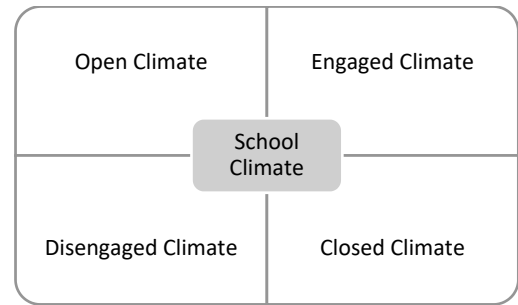 Open Climate
Engaged Climate
School
Climate
Disengaged Climate
Closed Climate